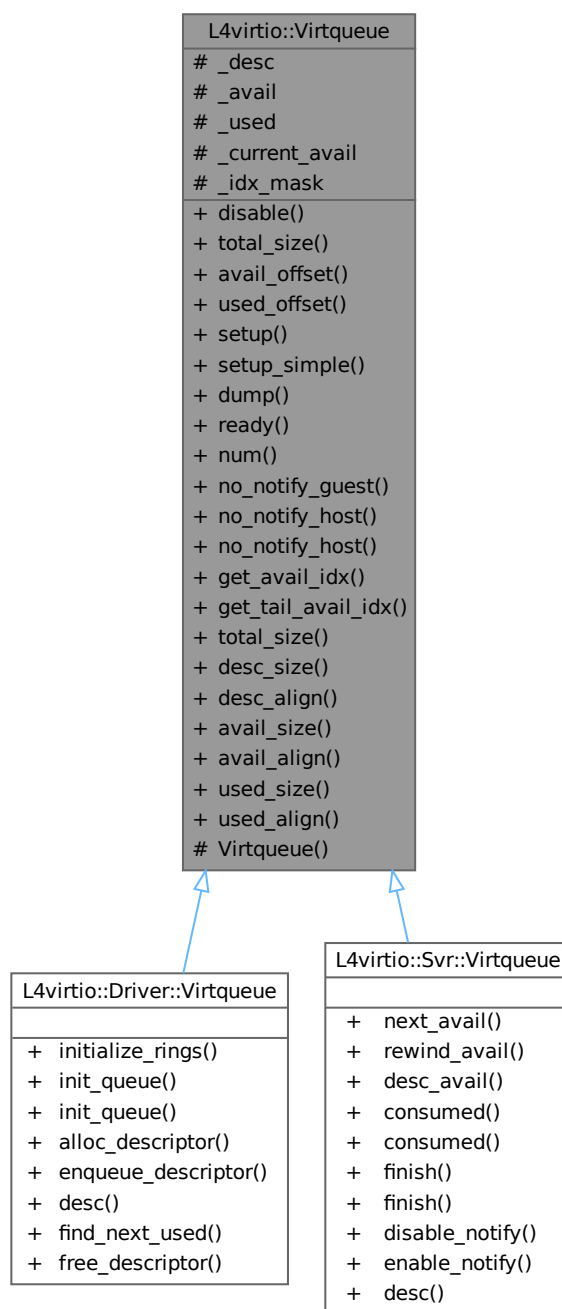 L4virtio::Virtqueue
# _desc
# _avail
# _used
# _current_avail
# _idx_mask
+ disable()
+ total_size()
+ avail_offset()
+ used_offset()
+ setup()
+ setup_simple()
+ dump()
+ ready()
+ num()
+ no_notify_guest()
+ no_notify_host()
+ no_notify_host()
+ get_avail_idx()
+ get_tail_avail_idx()
+ total_size()
+ desc_size()
+ desc_align()
+ avail_size()
+ avail_align()
+ used_size()
+ used_align()
# Virtqueue()
L4virtio::Driver::Virtqueue
+ initialize_rings()
+ init_queue()
+ init_queue()
+ alloc_descriptor()
+ enqueue_descriptor()
+ desc()
+ find_next_used()
+ free_descriptor()
L4virtio::Svr::Virtqueue
+ next_avail()
+ rewind_avail()
+ desc_avail()
+ consumed()
+ consumed()
+ finish()
+ finish()
+ disable_notify()
+ enable_notify()
+ desc()